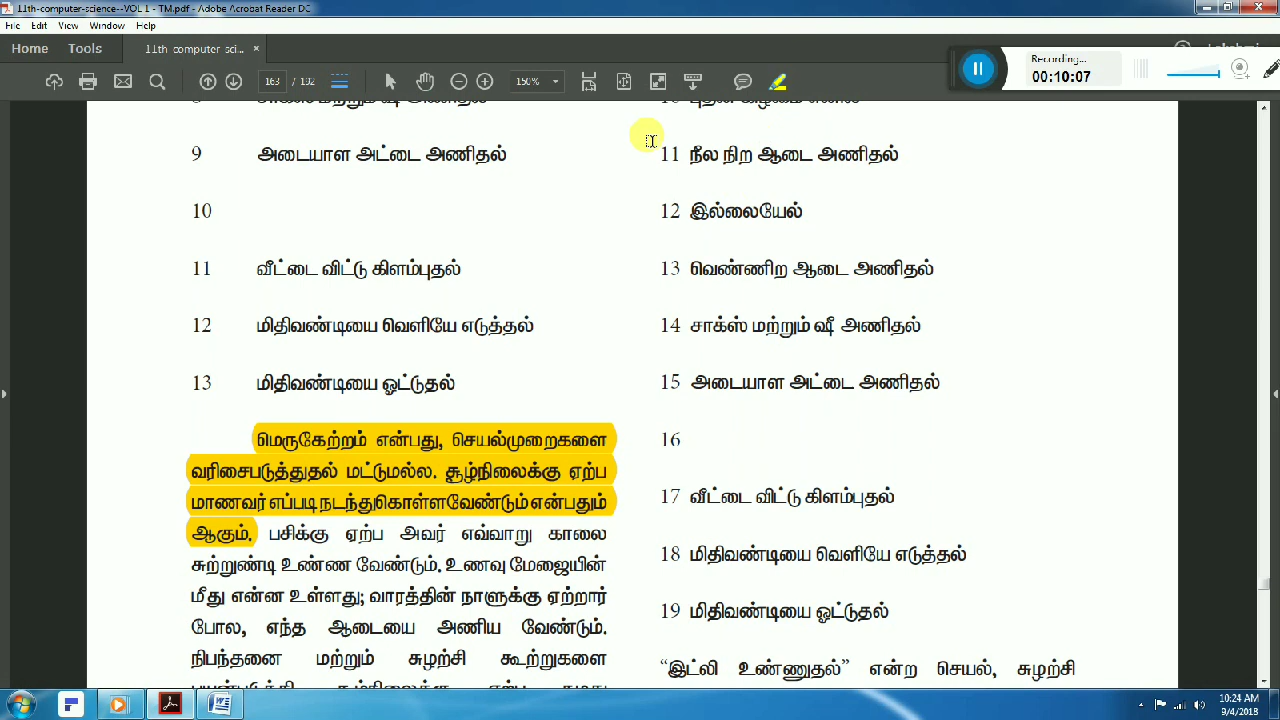 11th-computer-science--VOL 1 - TM.pdf - Adobe Acrobat Reader DC
File Edit View Window Help
Home Tools 11th-computer-sci... ×
163 / 192 150%
Recording...
00:10:07
9 அடையாள அட்டை அணிதல்
10
11 வீட்டை விட்டு கிளம்புதல்
12 மிதிவண்டியை வெளியே எடுத்தல்
13 மிதிவண்டியை ஓட்டுதல்
மெருகேற்றம் என்பது, செயல்முறைகளை
வரிசைபடுத்துதல் மட்டுமல்ல. சூழ்நிலைக்கு ஏற்ப
மாணவர் எப்படி நடந்துகொள்ளவேண்டும் என்பதும்
ஆகும். பசிக்கு ஏற்ப அவர் எவ்வாறு காலை
சுற்றுண்டி உண்ண வேண்டும். உணவு மேஜையின்
மீது என்ன உள்ளது; வாரத்தின் நாளுக்கு ஏற்றார்
போல, எந்த ஆடையை அணிய வேண்டும்.
நிபந்தனை மற்றும் சுழற்சி கூற்றுகளை
11 நீல நிற ஆடை அணிதல்
12 இல்லையேல்
13 வெண்ணிற ஆடை அணிதல்
14 சாக்ஸ் மற்றும் ஷீ அணிதல்
15 அடையாள அட்டை அணிதல்
16
17 வீட்டை விட்டு கிளம்புதல்
18 மிதிவண்டியை வெளியே எடுத்தல்
19 மிதிவண்டியை ஓட்டுதல்
“இட்லி உண்ணுதல்” என்ற செயல், சுழற்சி
10:24 AM
9/4/2018